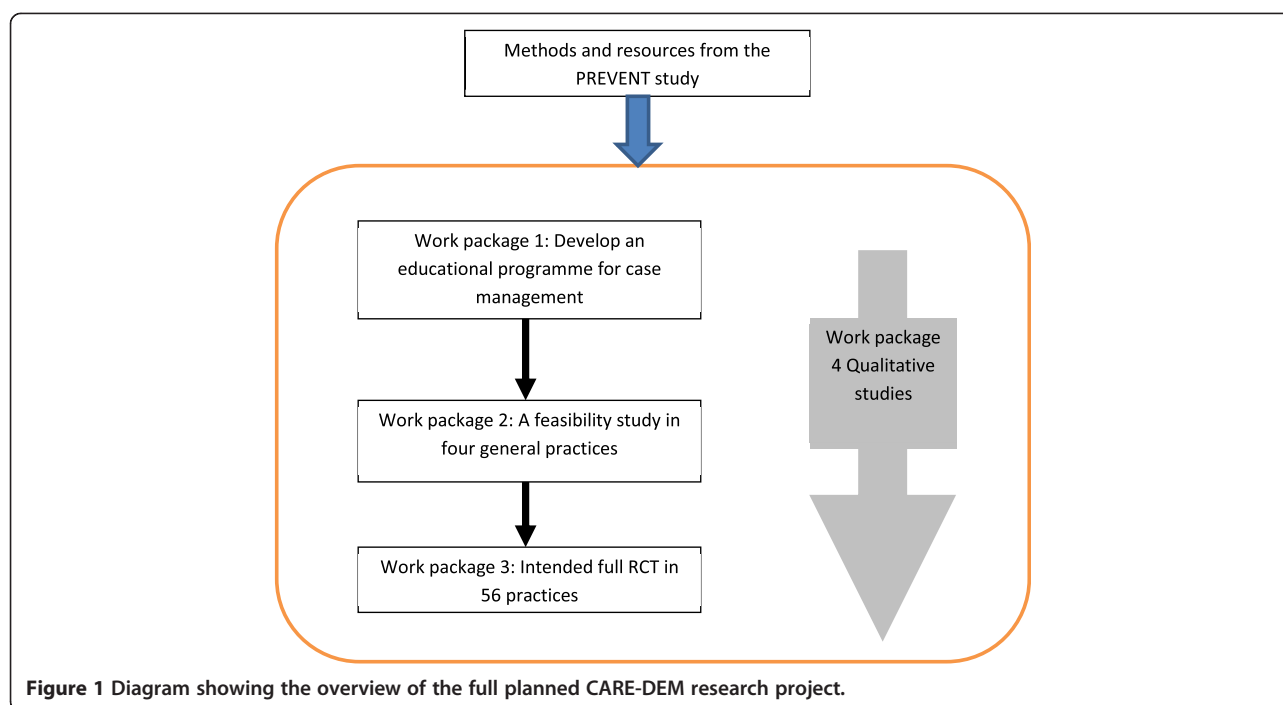 Methods and resources from the
PREVENT study
Work package 1: Develop an
educational programme for case
management
Work package 2: A feasibility study in
four general practices
Work package 3: Intended full RCT in
56 practices
Work package
4 Qualitative
studies
Figure 1 Diagram showing the overview of the full planned CARE-DEM research project.